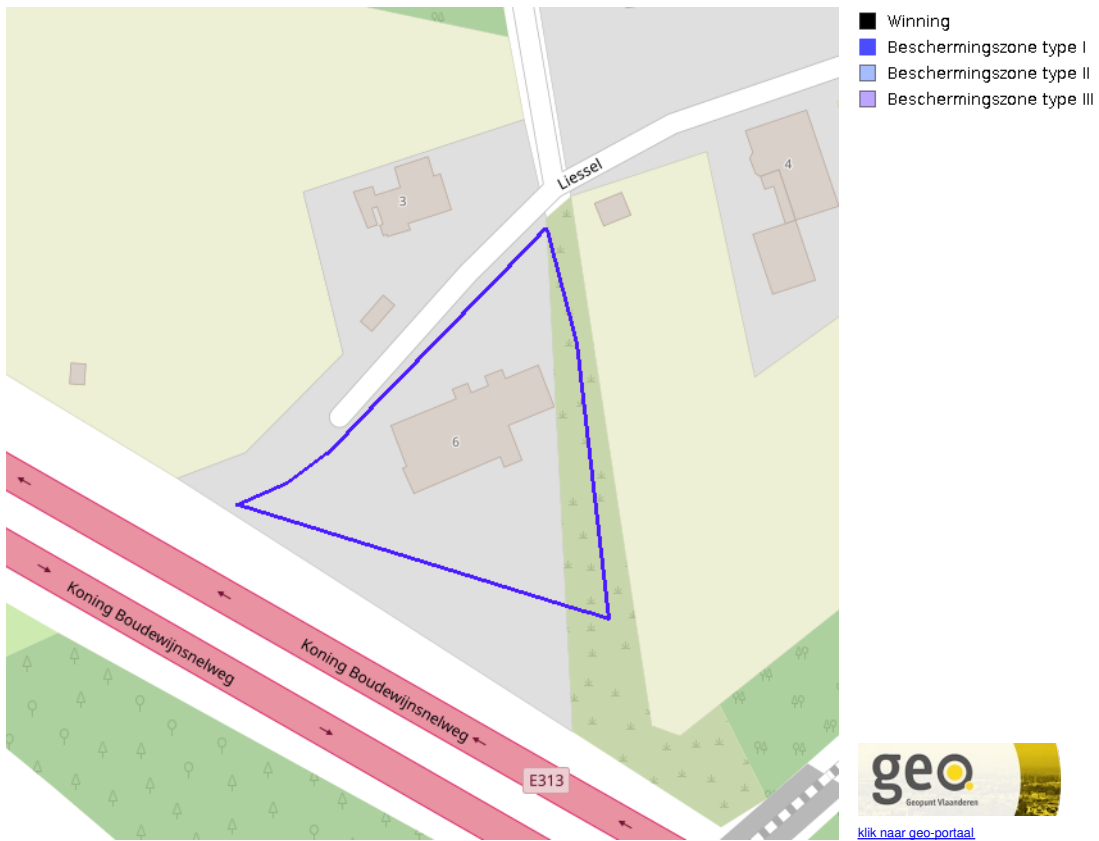 Winning
Beschermingszone type I
Beschermingszone type II
Beschermingszone type III
Liessel
4
3
6
Koning Boudewijnsnelweg
Koning Boudewijnsnelweg
E313
geo
Geopunt Vlaanderen
klik naar geo-portaal